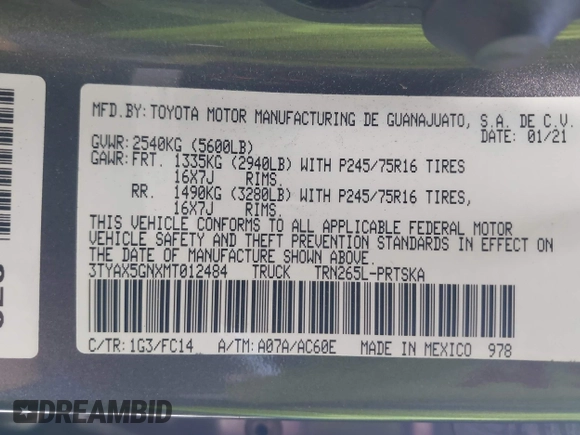 MFD.BY: TOYOTA MOTOR MANUFACTURING DE GUANAJUATO, S.A. DE C.V.
DATE: 01/21
GVWR: 2540KG (5600LB)
GAWR: FRT. 1335KG (2940LB) WITH P245/75R16 TIRES
16X7J RIMS.
RR. 1490KG (3280LB) WITH P245/75R16 TIRES,
16X7J RIMS.
THIS VEHICLE CONFORMS TO ALL APPLICABLE FEDERAL MOTOR
VEHICLE SAFETY AND THEFT PREVENTION STANDARDS IN EFFECT ON
THE DATE OF MANUFACTURE SHOWN ABOVE.
3TYAX5GNXMT012484 TRUCK TRN265L-PRTSKA
C/TR: 1G3/FC14 A/TM: A07A/AC60E MADE IN MEXICO 978
DREAMBID